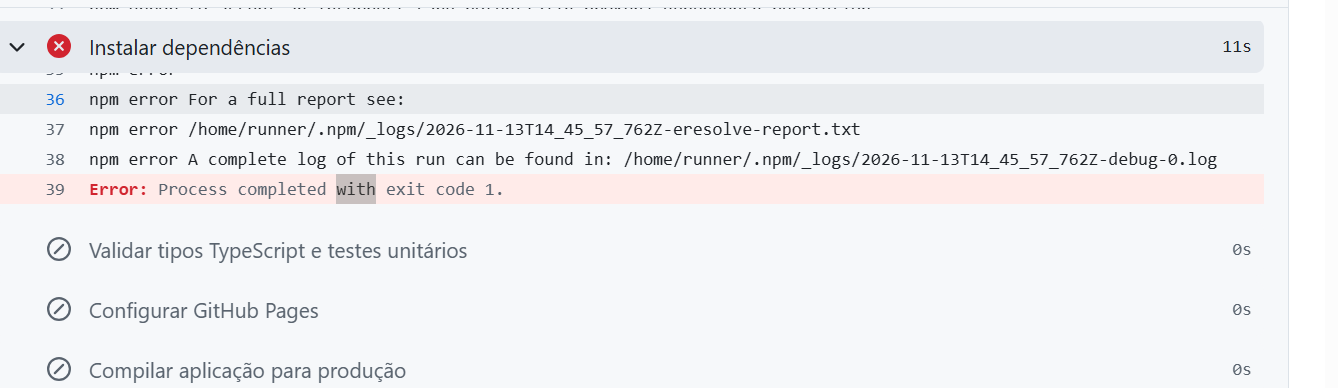 Instalar dependências 11s
36 npm error For a full report see:
37 npm error /home/runner/.npm/_logs/2026-11-13T14_45_57_762Z-eresolve-report.txt
38 npm error A complete log of this run can be found in: /home/runner/.npm/_logs/2026-11-13T14_45_57_762Z-debug-0.log
39 Error: Process completed with exit code 1.
Validar tipos TypeScript e testes unitários 0s
Configurar GitHub Pages 0s
Compilar aplicação para produção 0s